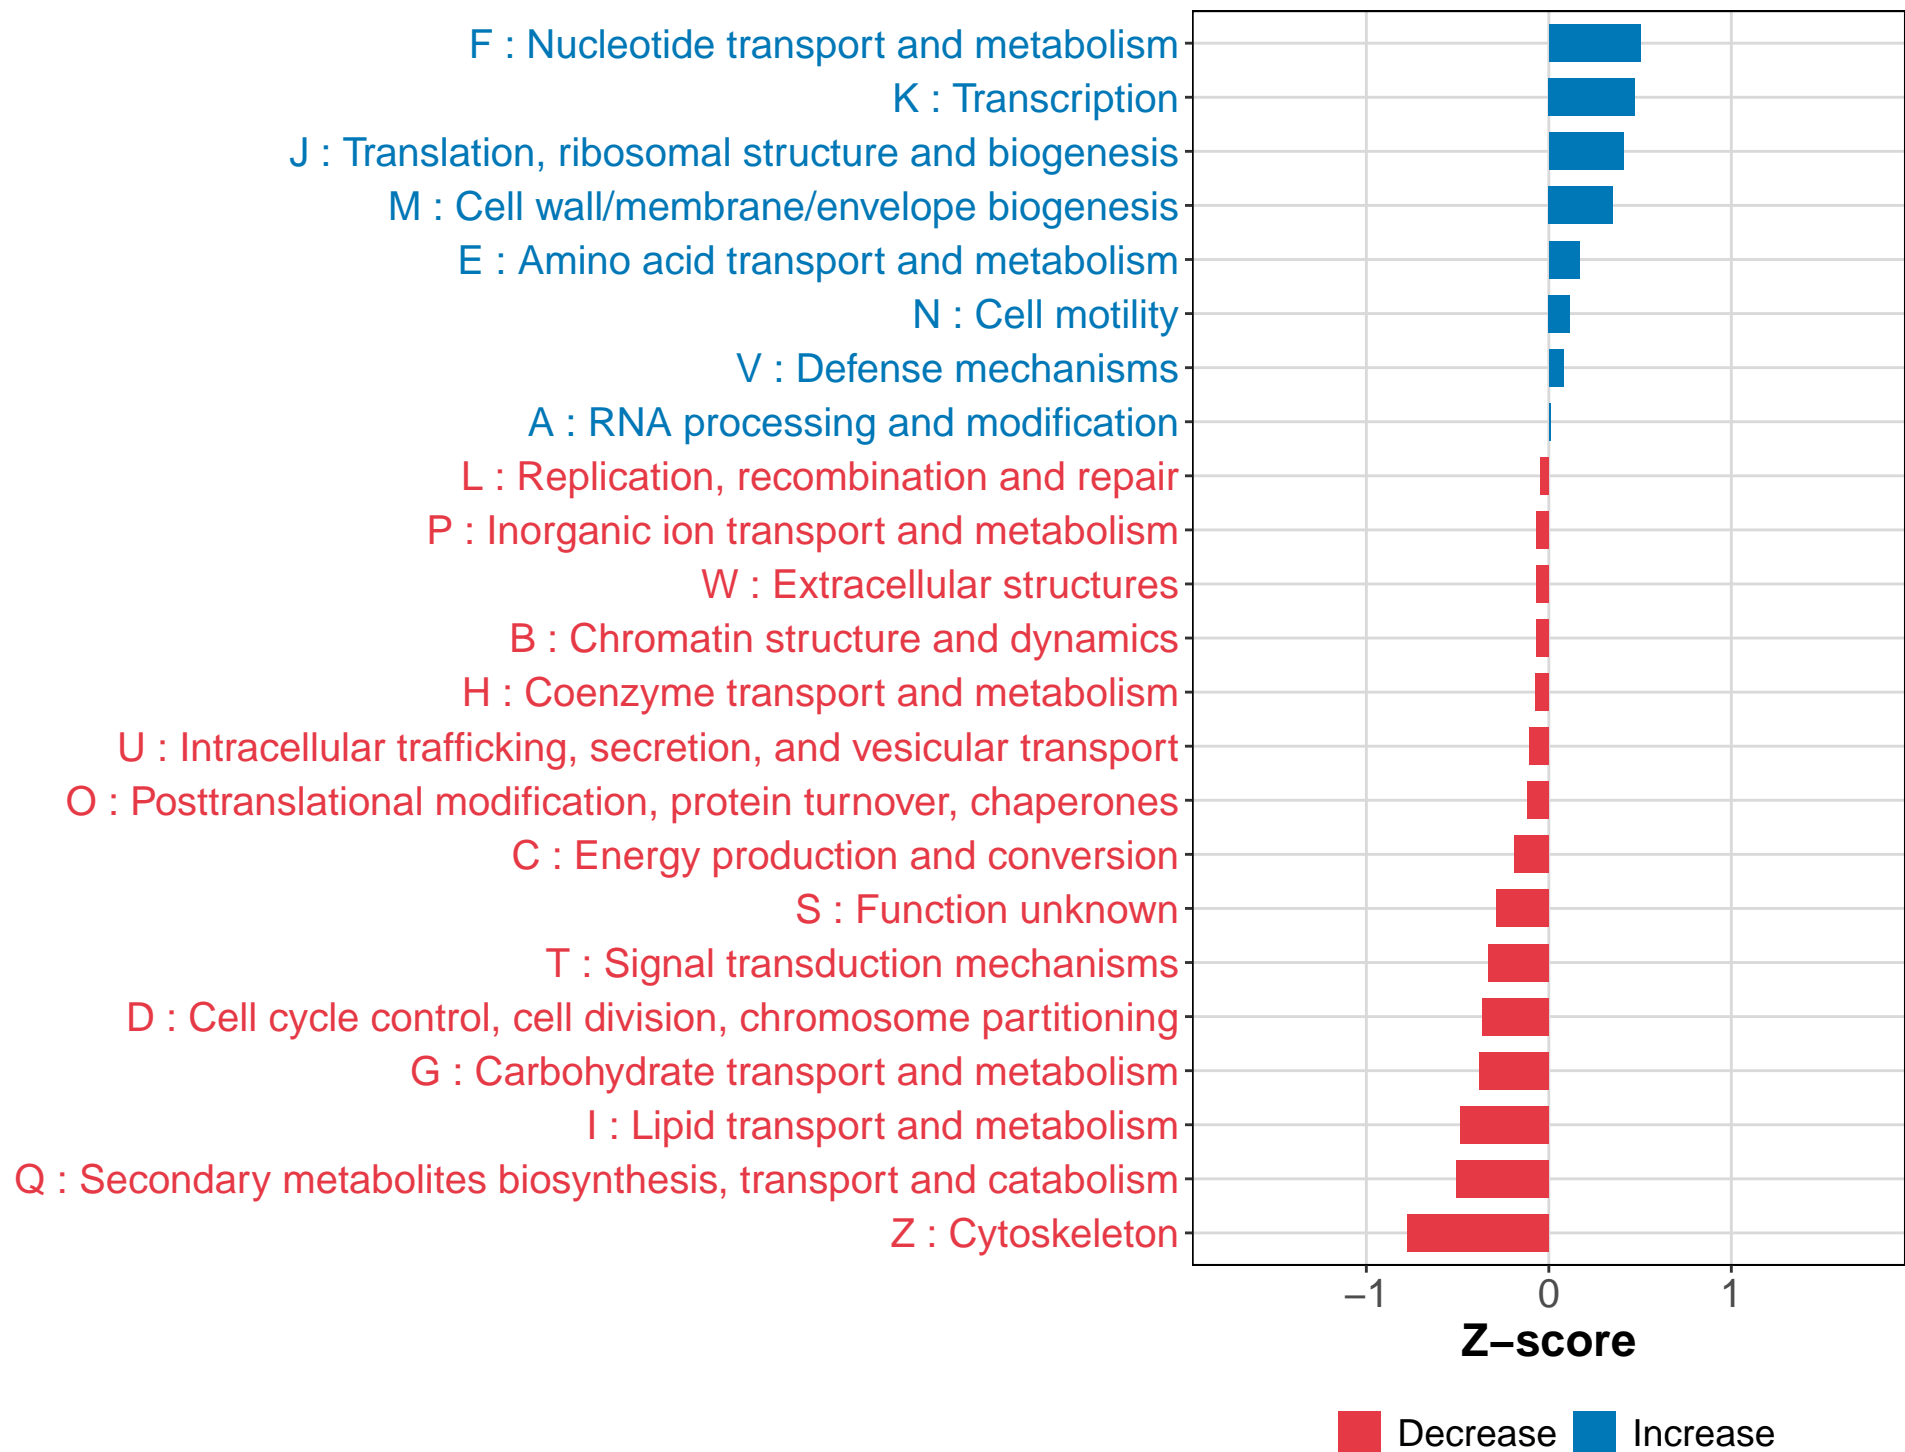 F : Nucleotide transport and metabolism
K : Transcription
J : Translation, ribosomal structure and biogenesis
M : Cell wall/membrane/envelope biogenesis
E : Amino acid transport and metabolism
N : Cell motility
V : Defense mechanisms
A : RNA processing and modification
L : Replication, recombination and repair
P : Inorganic ion transport and metabolism
W : Extracellular structures
B : Chromatin structure and dynamics
H : Coenzyme transport and metabolism
U : Intracellular trafficking, secretion, and vesicular transport
O : Posttranslational modification, protein turnover, chaperones
C : Energy production and conversion
S : Function unknown
T : Signal transduction mechanisms
D : Cell cycle control, cell division, chromosome partitioning
G : Carbohydrate transport and metabolism
I : Lipid transport and metabolism
Q : Secondary metabolites biosynthesis, transport and catabolism
Z : Cytoskeleton
−1 0 1
Z−score
Decrease Increase